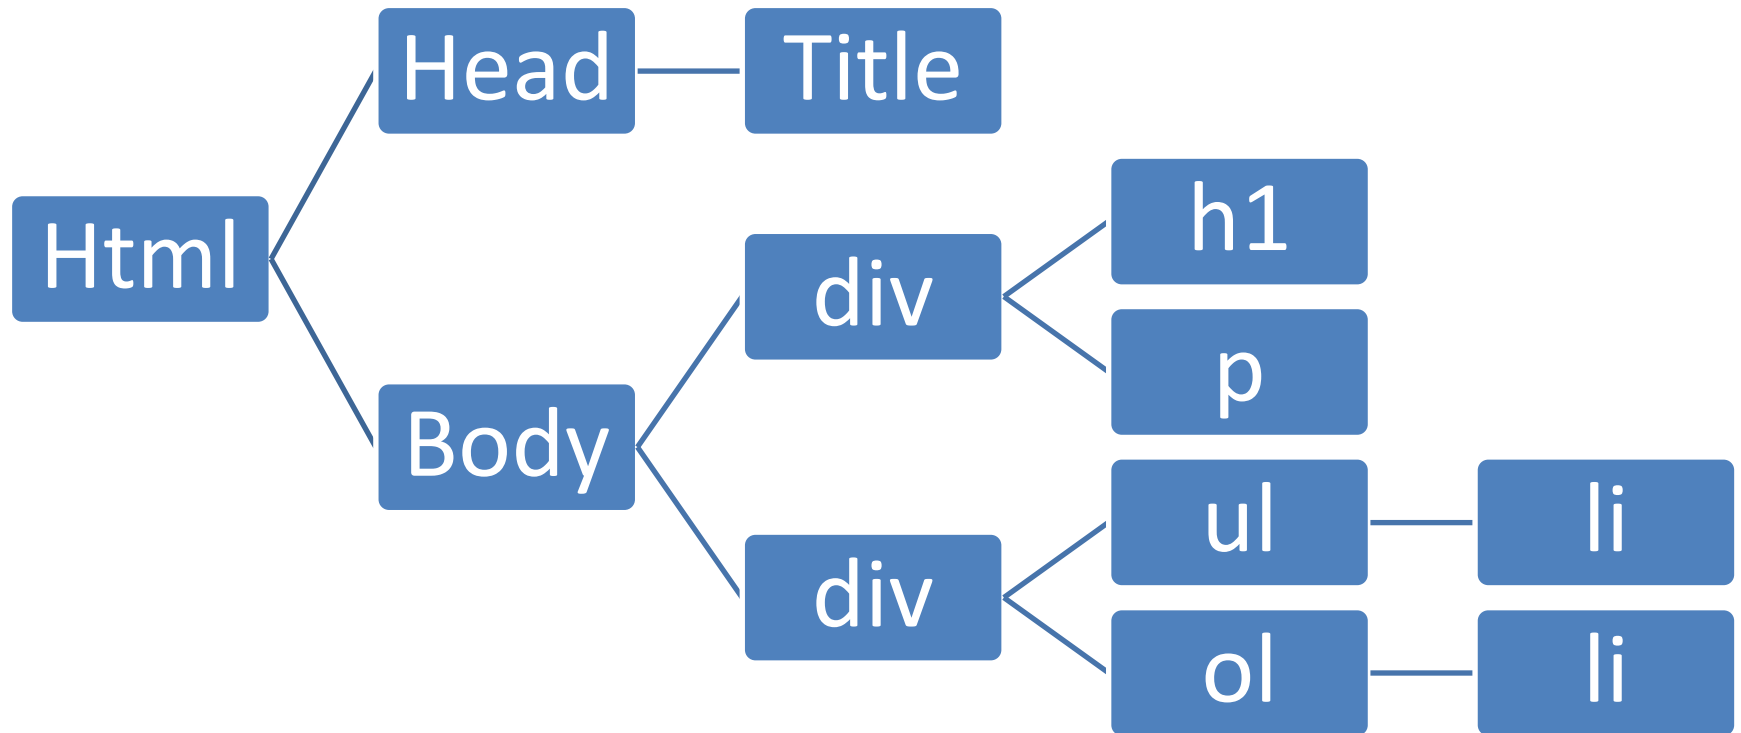 Html
Head
Title
Body
div
h1
p
div
ul
li
ol
li